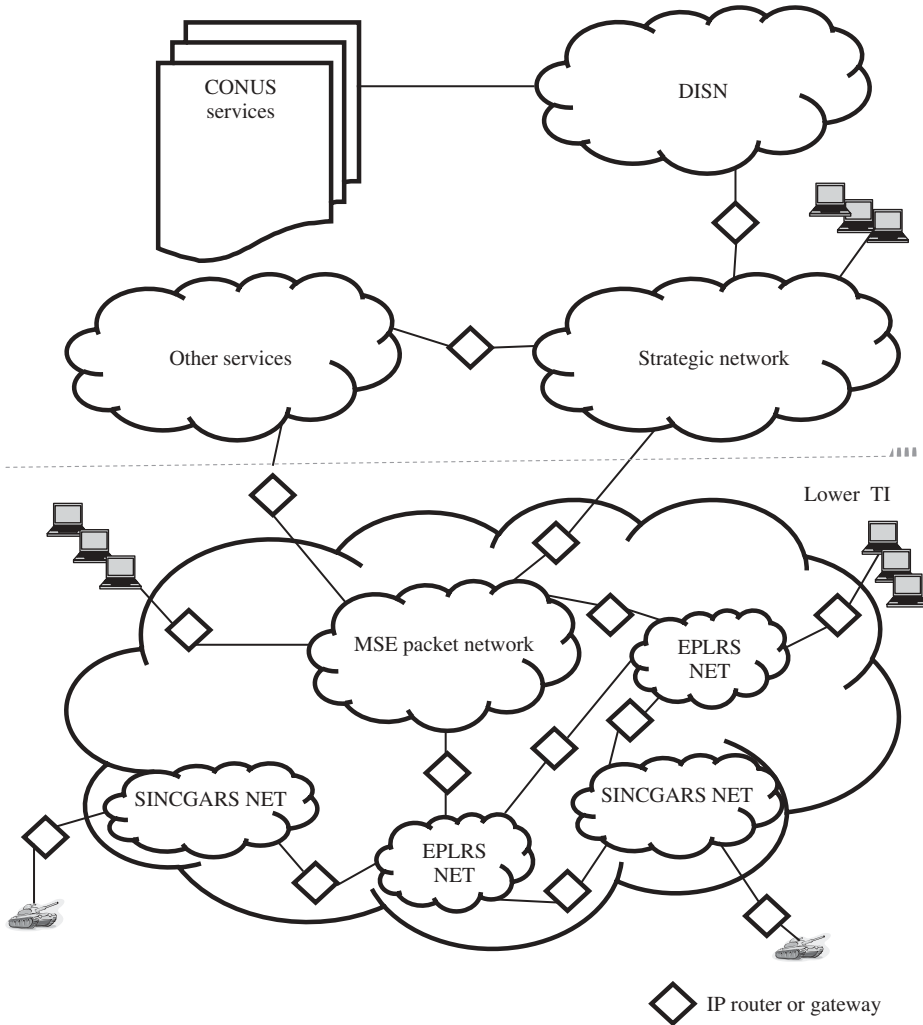 CONUS
services
DISN
Other services
Strategic network
Lower TI
MSE packet network
EPLRS
NET
SINCGARS NET
SINCGARS NET
EPLRS
NET
IP router or gateway